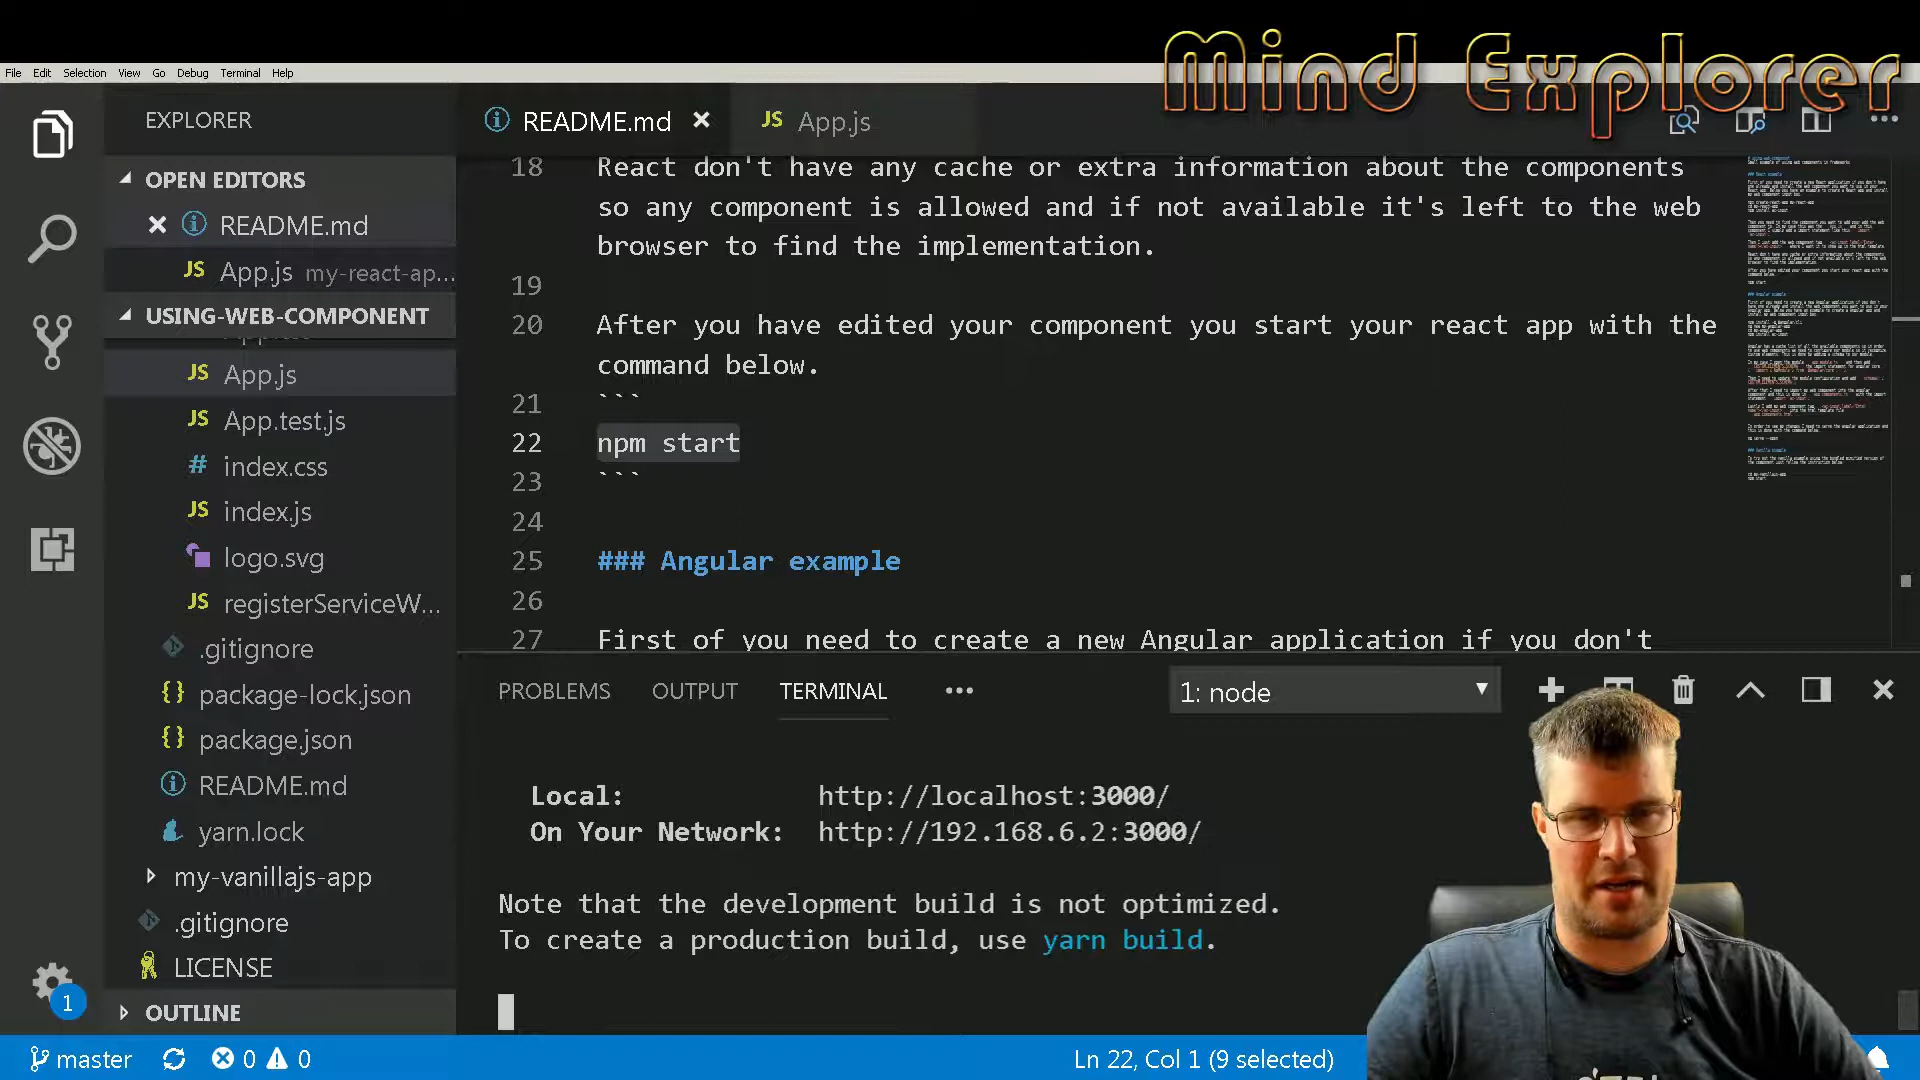 Mind Explorer
File Edit Selection View Go Debug Terminal Help
EXPLORER
README.md
JS App.js
OPEN EDITORS
README.md
JS App.js my-react-ap...
USING-WEB-COMPONENT
JS App.js
JS App.test.js
# index.css
JS index.js
logo.svg
JS registerServiceW...
.gitignore
{} package-lock.json
{} package.json
README.md
yarn.lock
my-vanillajs-app
.gitignore
LICENSE
OUTLINE
1
18 React don't have any cache or extra information about the components
so any component is allowed and if not available it's left to the web
browser to find the implementation.
19
20 After you have edited your component you start your react app with the
command below.
21 ```
22 npm start
23 ```
24
25 ### Angular example
26
27 First of you need to create a new Angular application if you don't
PROBLEMS OUTPUT TERMINAL ••• 1: node
Local: http://localhost:3000/
On Your Network: http://192.168.6.2:3000/
Note that the development build is not optimized.
To create a production build, use yarn build.
master 0 0 Ln 22, Col 1 (9 selected)